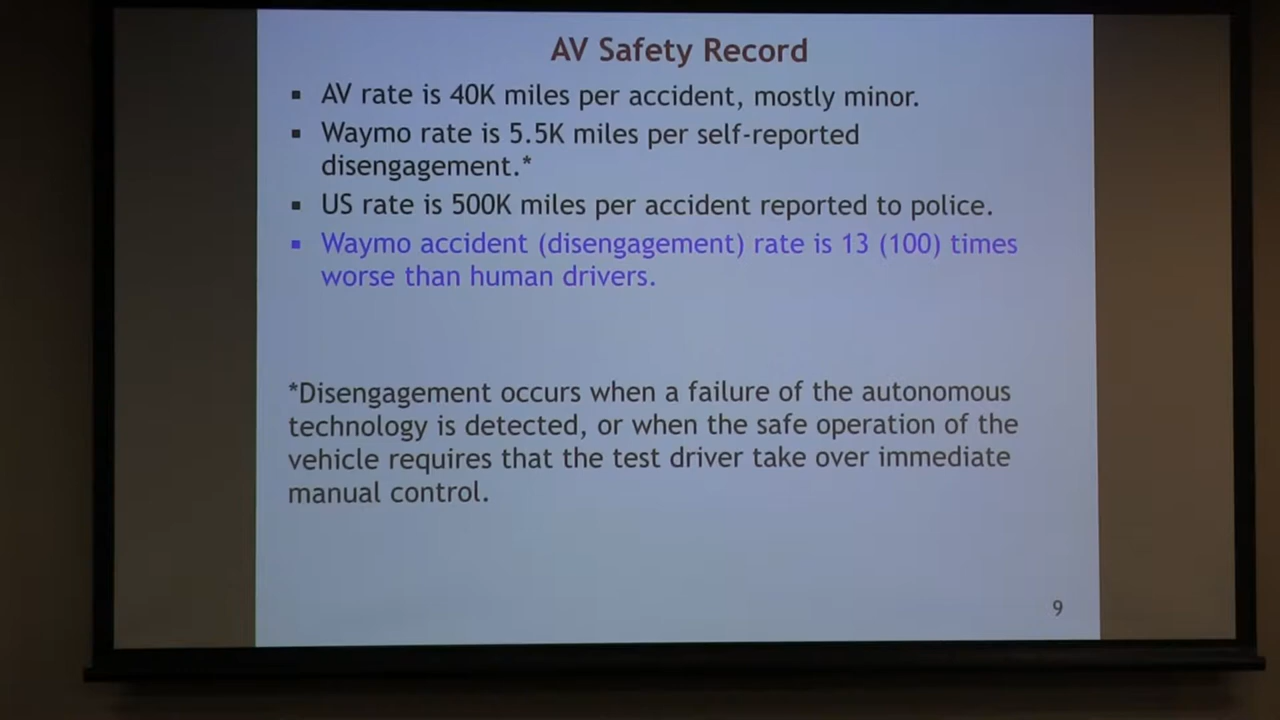 AV Safety Record
▪ AV rate is 40K miles per accident, mostly minor.
▪ Waymo rate is 5.5K miles per self-reported
disengagement.*
▪ US rate is 500K miles per accident reported to police.
▪ Waymo accident (disengagement) rate is 13 (100) times
worse than human drivers.
*Disengagement occurs when a failure of the autonomous
technology is detected, or when the safe operation of the
vehicle requires that the test driver take over immediate
manual control.
9